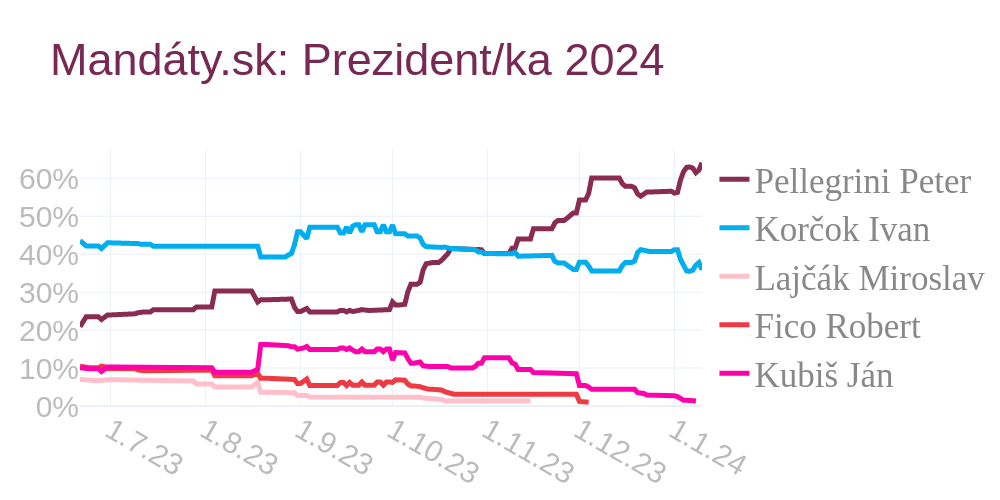 Mandáty.sk: Prezident/ka 2024
60%
50%
40%
30%
20%
10%
0%
1.7.23
1.8.23
1.9.23
1.10.23
1.11.23
1.12.23
1.1.24
Pellegrini Peter
Korčok Ivan
Lajčák Miroslav
Fico Robert
Kubiš Ján